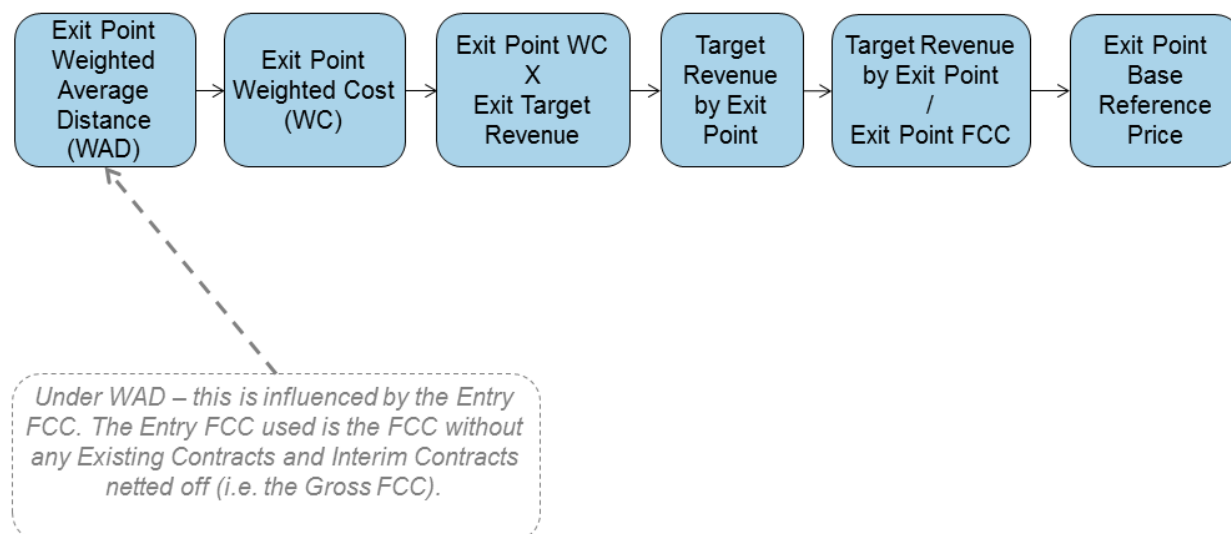 Exit Point
Weighted
Average
Distance
(WAD)
Exit Point
Weighted Cost
(WC)
Exit Point WC
X
Exit Target
Revenue
Target
Revenue
by Exit
Point
Target Revenue
by Exit Point
/
Exit Point FCC
Exit Point
Base
Reference
Price
Under WAD – this is influenced by the Entry
FCC. The Entry FCC used is the FCC without
any Existing Contracts and Interim Contracts
netted off (i.e. the Gross FCC).